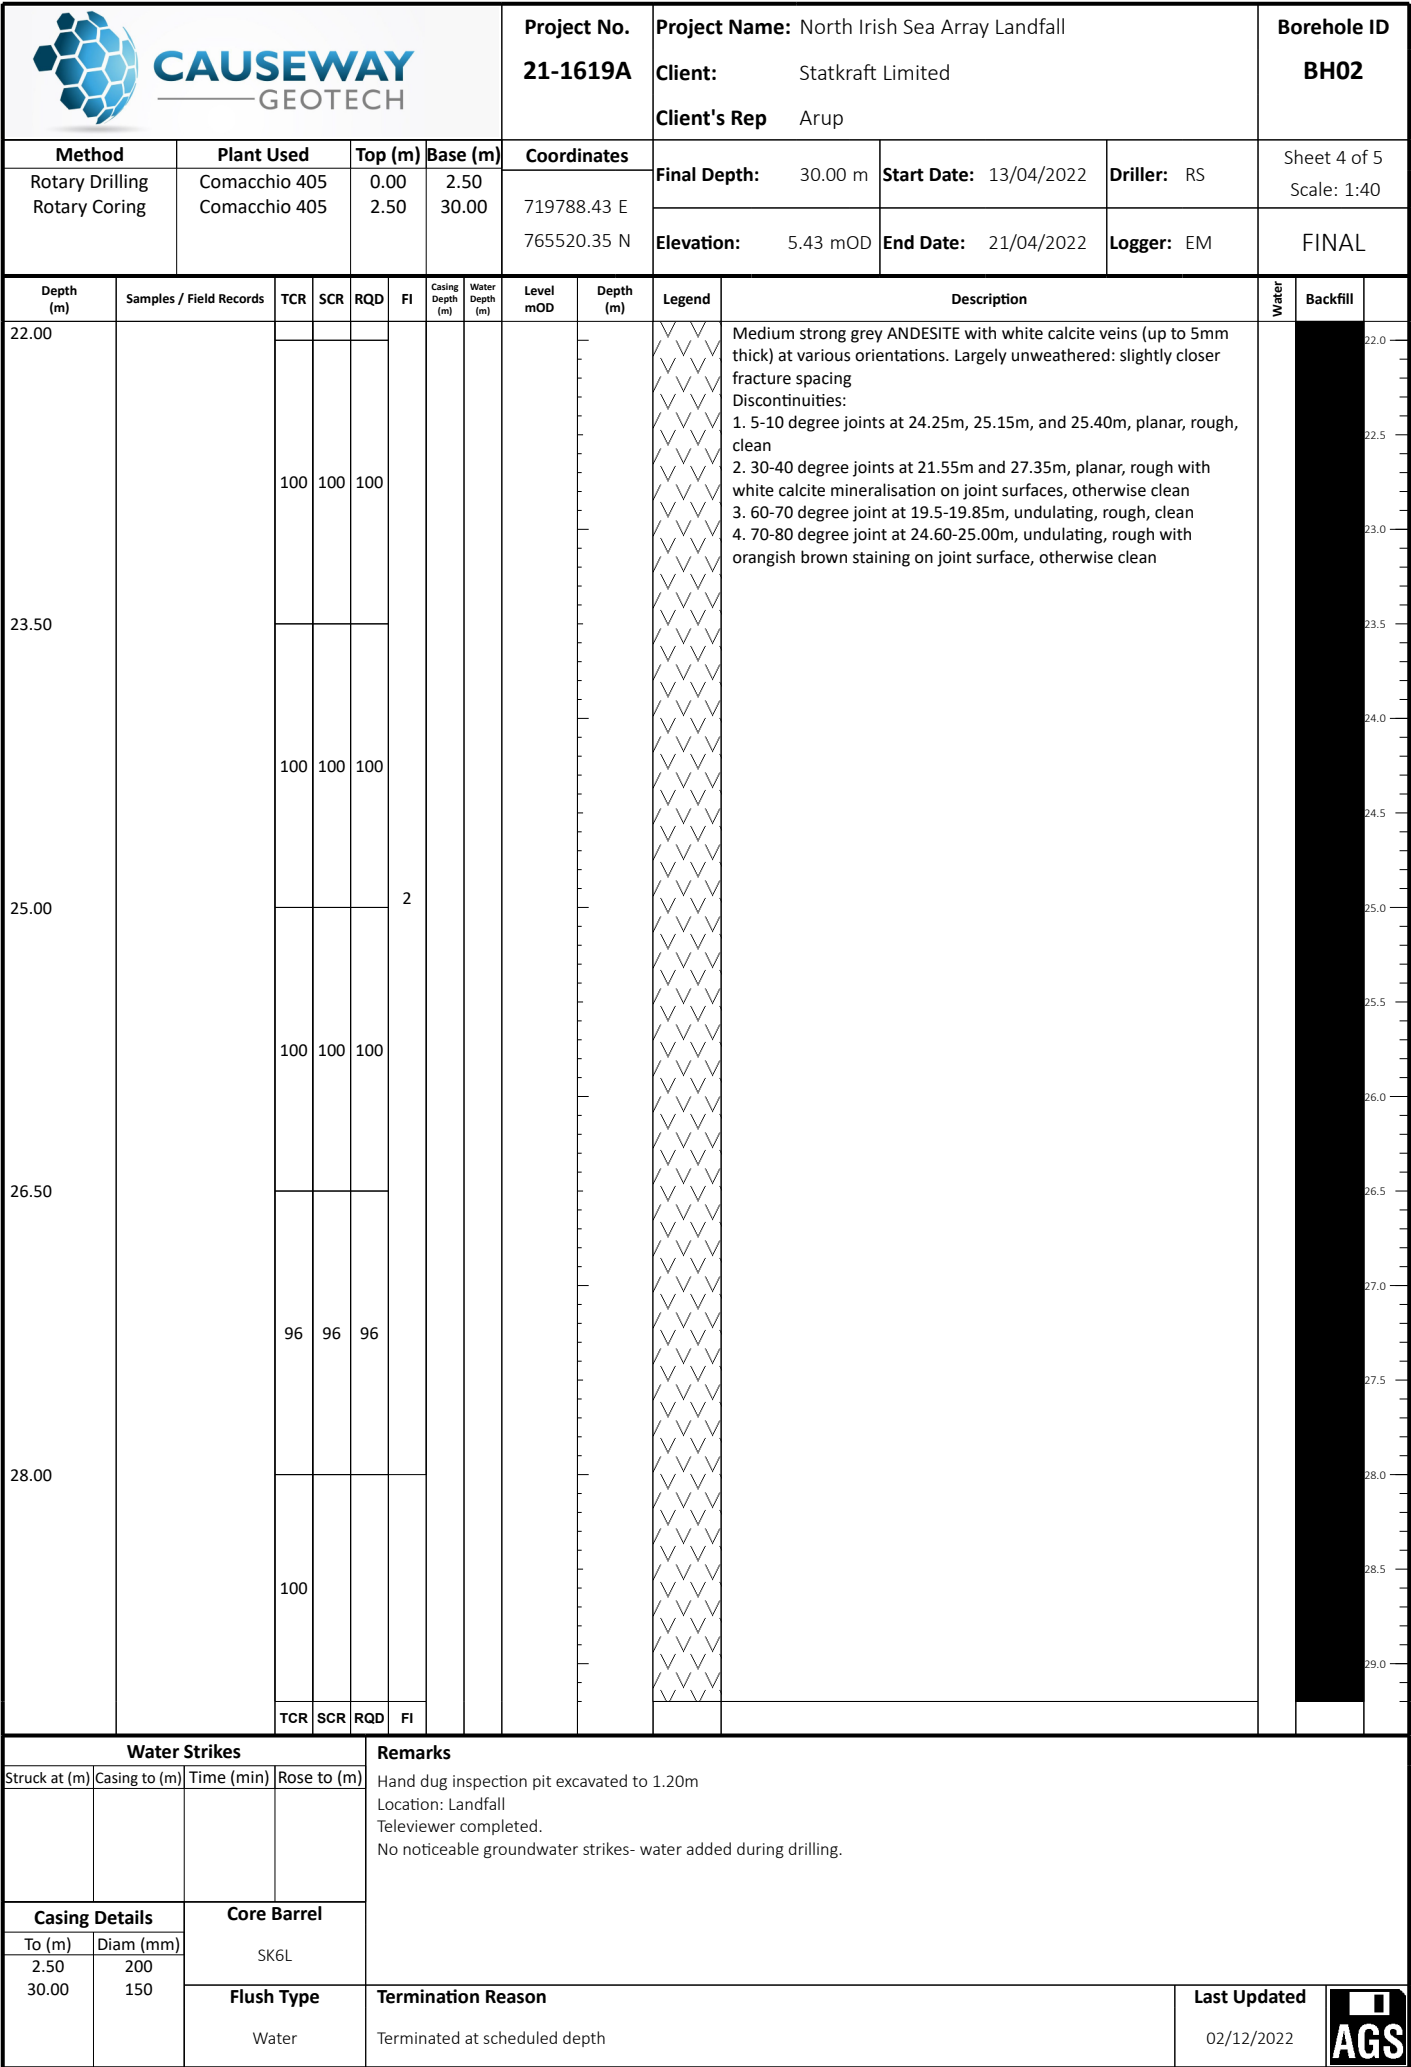 CAUSEWAY
GEOTECH
Project No.
21-1619A
Project Name: North Irish Sea Array Landfall
Client: Statkraft Limited
Client's Rep Arup
Borehole ID
BH02
Method Plant Used Top (m) Base (m)
Rotary Drilling Comacchio 405 0.00 2.50
Rotary Coring Comacchio 405 2.50 30.00
Coordinates
719788.43 E
765520.35 N
Final Depth: 30.00 m Start Date: 13/04/2022 Driller: RS
Elevation: 5.43 mOD End Date: 21/04/2022 Logger: EM
Sheet 4 of 5
Scale: 1:40
FINAL
Depth (m) Samples / Field Records TCR SCR RQD FI Casing Depth (m) Water Depth (m) Level mOD Depth (m) Legend Description Water Backfill
22.00
Medium strong grey ANDESITE with white calcite veins (up to 5mm
thick) at various orientations. Largely unweathered: slightly closer
fracture spacing
Discontinuities:
1. 5-10 degree joints at 24.25m, 25.15m, and 25.40m, planar, rough,
clean
2. 30-40 degree joints at 21.55m and 27.35m, planar, rough with
white calcite mineralisation on joint surfaces, otherwise clean
3. 60-70 degree joint at 19.5-19.85m, undulating, rough, clean
4. 70-80 degree joint at 24.60-25.00m, undulating, rough with
orangish brown staining on joint surface, otherwise clean
22.0
22.5
100 100 100
23.0
23.50
23.5
24.0
100 100 100
24.5
2
25.00
25.0
25.5
100 100 100
26.0
26.50
26.5
27.0
96 96 96
27.5
28.00
28.0
28.5
100
29.0
TCR SCR RQD FI
Water Strikes
Struck at (m) Casing to (m) Time (min) Rose to (m)
Remarks
Hand dug inspection pit excavated to 1.20m
Location: Landfall
Televiewer completed.
No noticeable groundwater strikes- water added during drilling.
Casing Details
To (m) Diam (mm)
2.50 200
30.00 150
Core Barrel
SK6L
Flush Type
Water
Termination Reason
Terminated at scheduled depth
Last Updated
02/12/2022
AGS